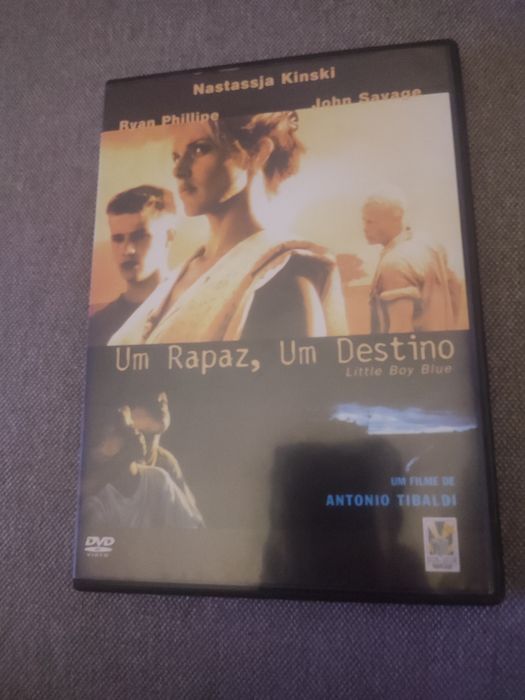 Nastassja Kinski
Ryan Phillipe
John Savage
Um Rapaz, Um Destino
Little Boy Blue
UM FILME DE
ANTONIO TIBALDI
DVD
VIDEO